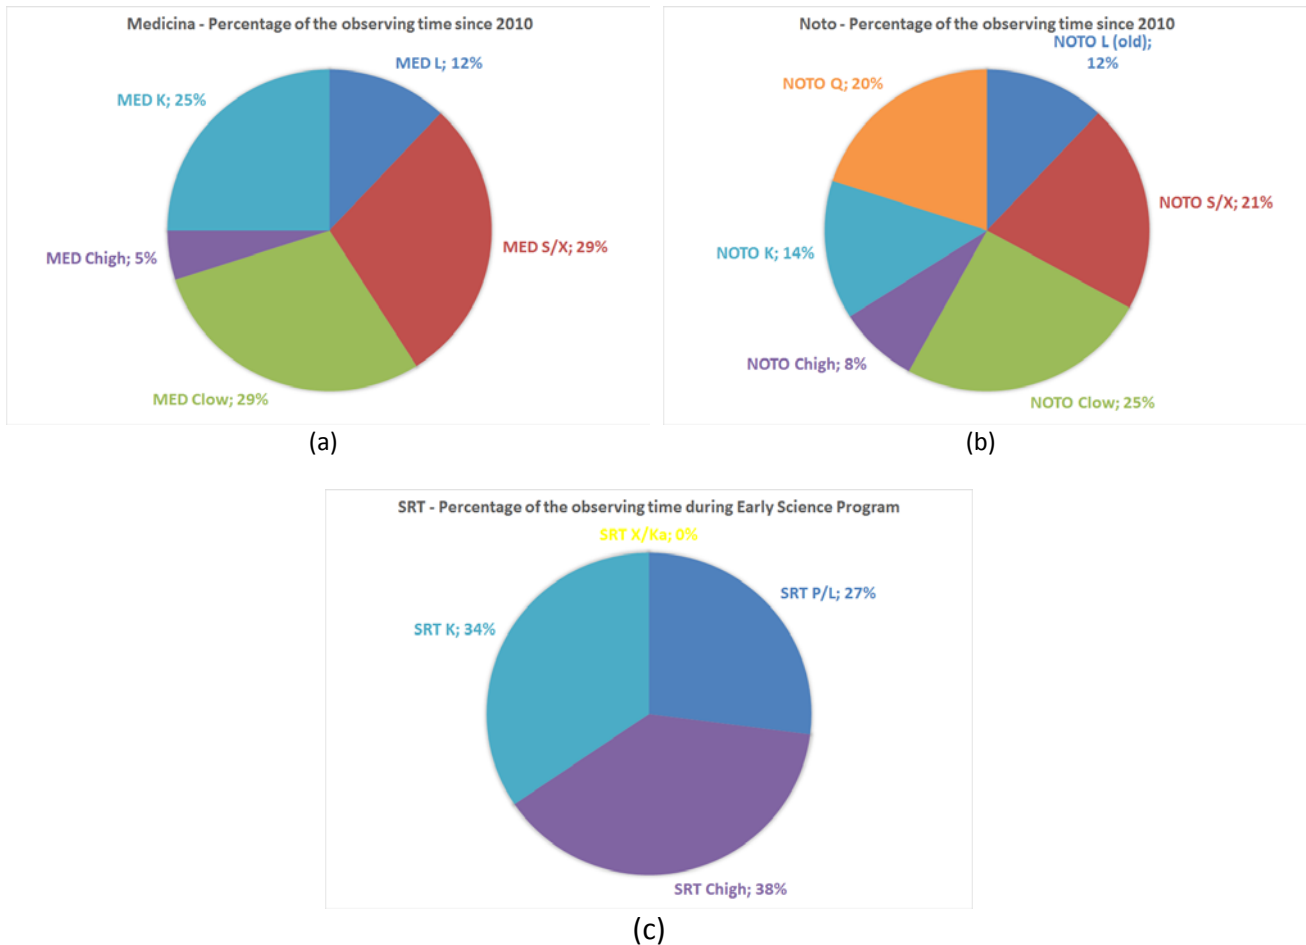 Medicina - Percentage of the observing time since 2010
MED L; 12%
MED K; 25%
MED S/X; 29%
MED Chigh; 5%
MED Clow; 29%
(a)
Noto - Percentage of the observing time since 2010
NOTO L (old);
12%
NOTO Q; 20%
NOTO S/X; 21%
NOTO K; 14%
NOTO Chigh; 8%
NOTO Clow; 25%
(b)
SRT - Percentage of the observing time during Early Science Program
SRT X/Ka; 0%
SRT P/L; 27%
SRT K; 34%
SRT Chigh; 38%
(c)